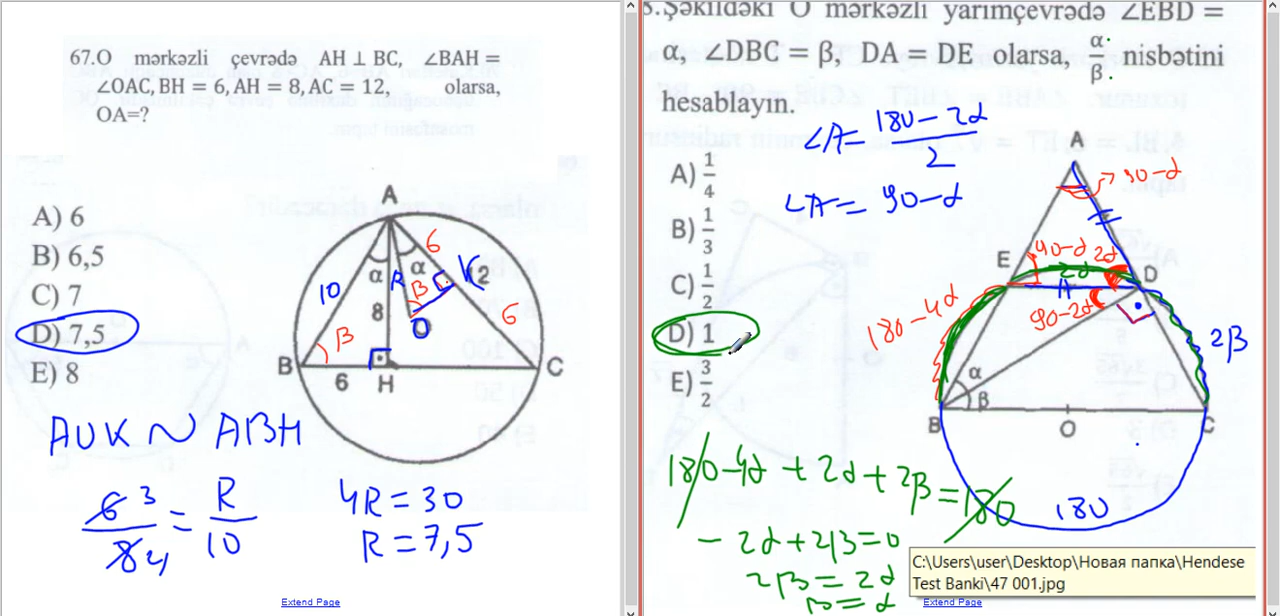 67.O mərkəzli çevrədə AH ⊥ BC, ∠BAH =
∠OAC, BH = 6, AH = 8, AC = 12, olarsa,
OA=?
A) 6
B) 6,5
C) 7
D) 7,5
E) 8
A
α
α
6
10
R
β
12
8
K
6
O
β
B
6
H
C
AOK ~ ABH
6 3 / 8 4 = R / 10
4R = 30
R = 7,5
Extend Page
8.Şəkildəki O mərkəzli yarımçevrədə ∠EBD =
α, ∠DBC = β, DA = DE olarsa, α/β nisbətini
hesablayın.
∠A = 180 - 2α / 2
∠A = 90 - α
A) 1/4
B) 1/3
C) 1/2
D) 1
E) 3/2
A
90-α
E
90-α
2α
2α
D
90-2α
180-4α
2β
α
β
B
O
C
180
180-4α + 2α + 2β = 180
- 2α + 2β = 0
2β = 2α
β = α
C:\Users\user\Desktop\Новая папка\Hendese
Test Banki\47 001.jpg
Extend Page